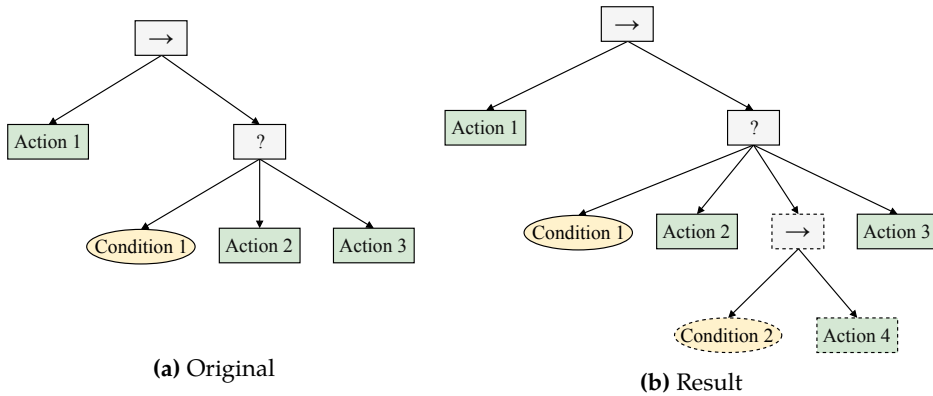 →
Action 1
?
Condition 1
Action 2
Action 3
(a) Original
→
Action 1
?
Condition 1
Action 2
→
Action 3
Condition 2
Action 4
(b) Result